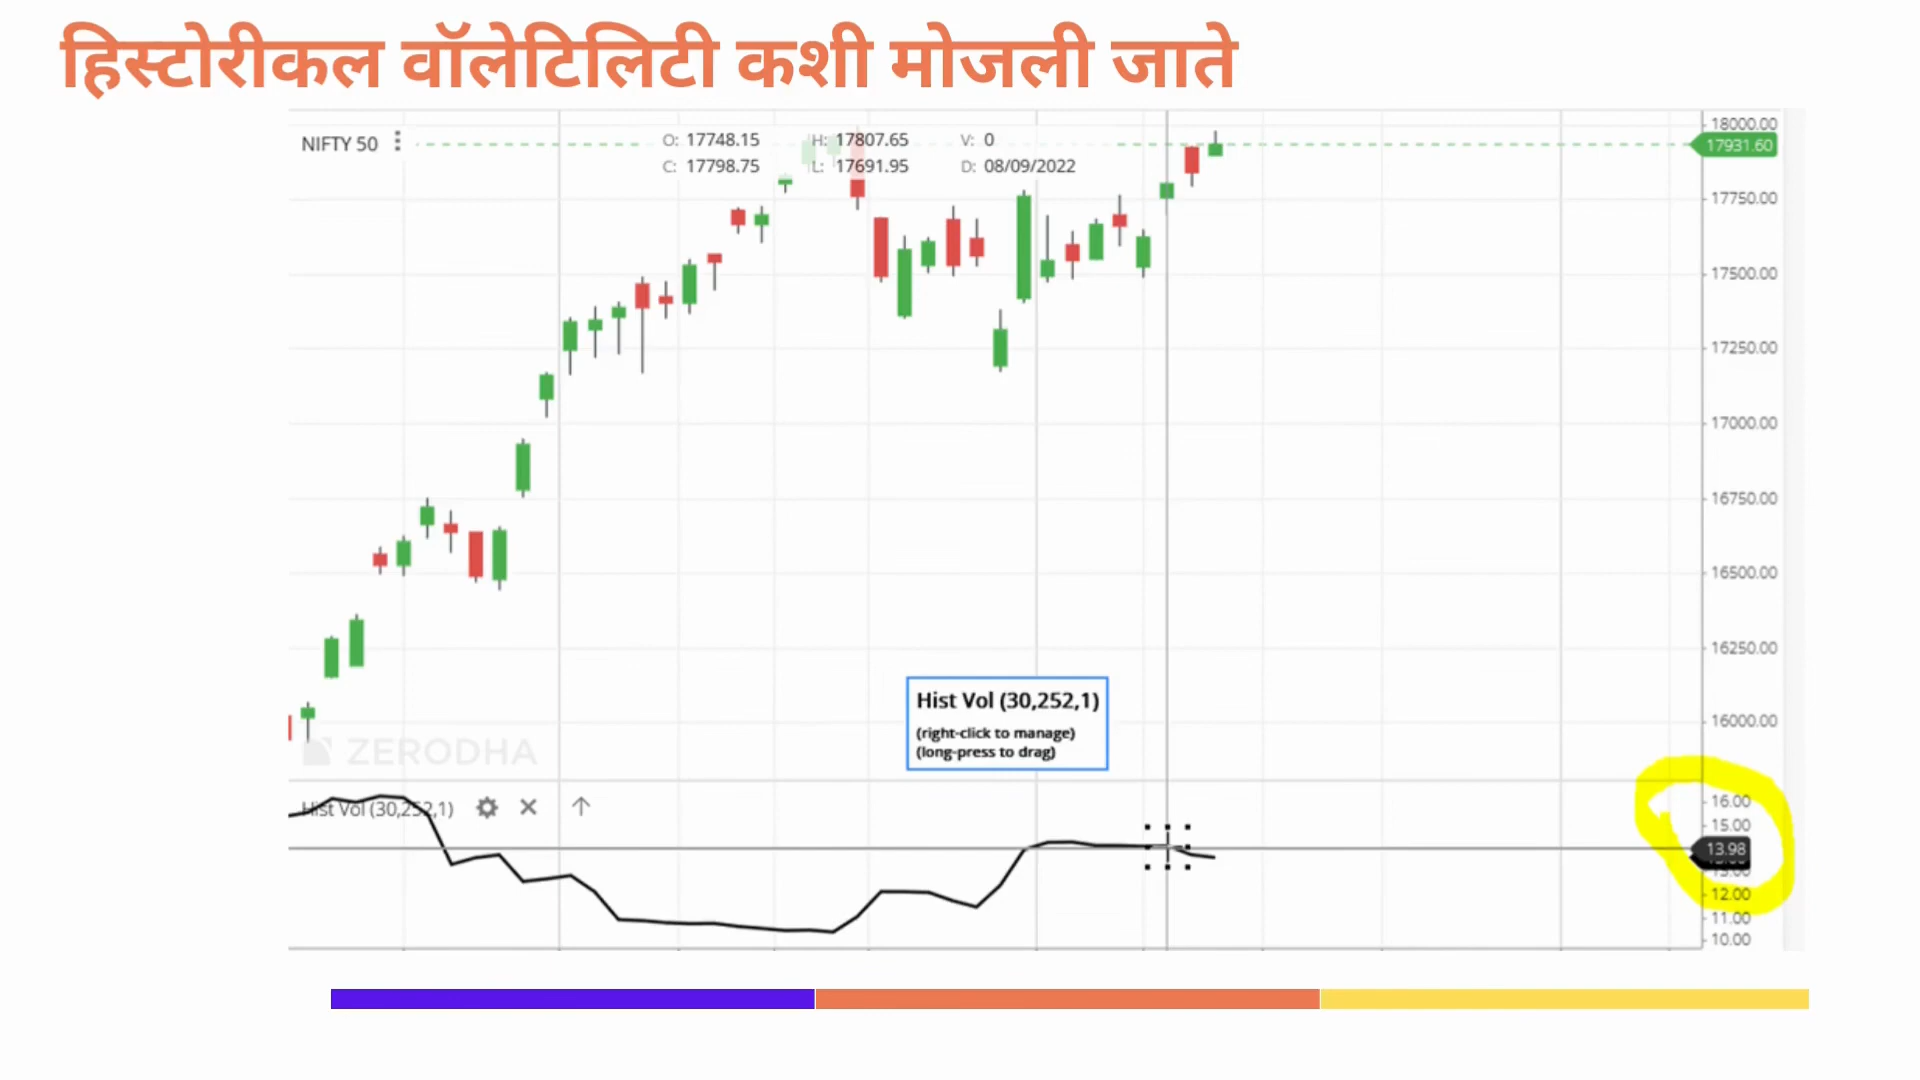 हिस्टोरीकल वॉलेटिलिटी कशी मोजली जाते
NIFTY 50
O: 17748.15 H: 17807.65 V: 0
C: 17798.75 L: 17691.95 D: 08/09/2022
18000.00
17931.60
17750.00
17500.00
17250.00
17000.00
16750.00
16500.00
16250.00
16000.00
Hist Vol (30,252,1)
(right-click to manage)
(long-press to drag)
ZERODHA
Hist Vol (30,252,1)
16.00
15.00
13.98
13.00
12.00
11.00
10.00